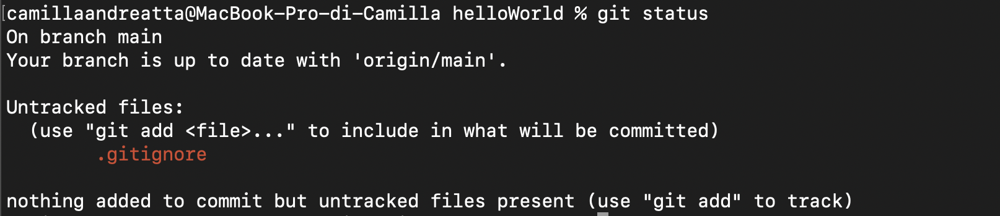 [camillaandreatta@MacBook-Pro-di-Camilla helloWorld % git status
On branch main
Your branch is up to date with 'origin/main'.
Untracked files:
(use "git add <file>..." to include in what will be committed)
.gitignore
nothing added to commit but untracked files present (use "git add" to track)